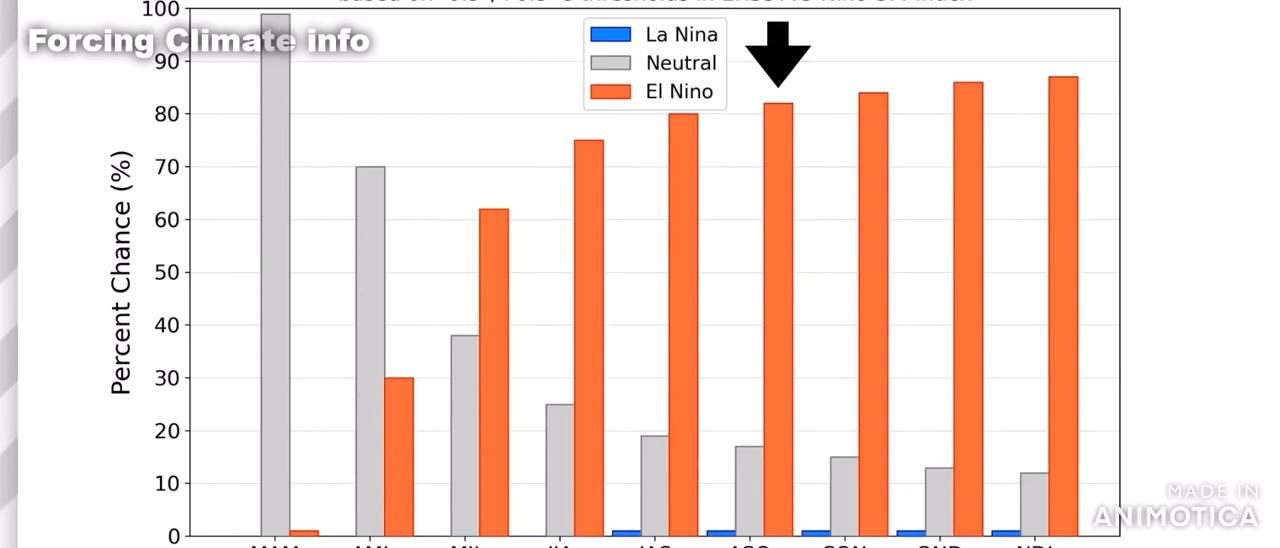 Forcing Climate info
La Nina
Neutral
El Nino
Percent Chance (%)
100
90
80
70
60
50
40
30
20
10
0
MADE IN
ANIMOTICA